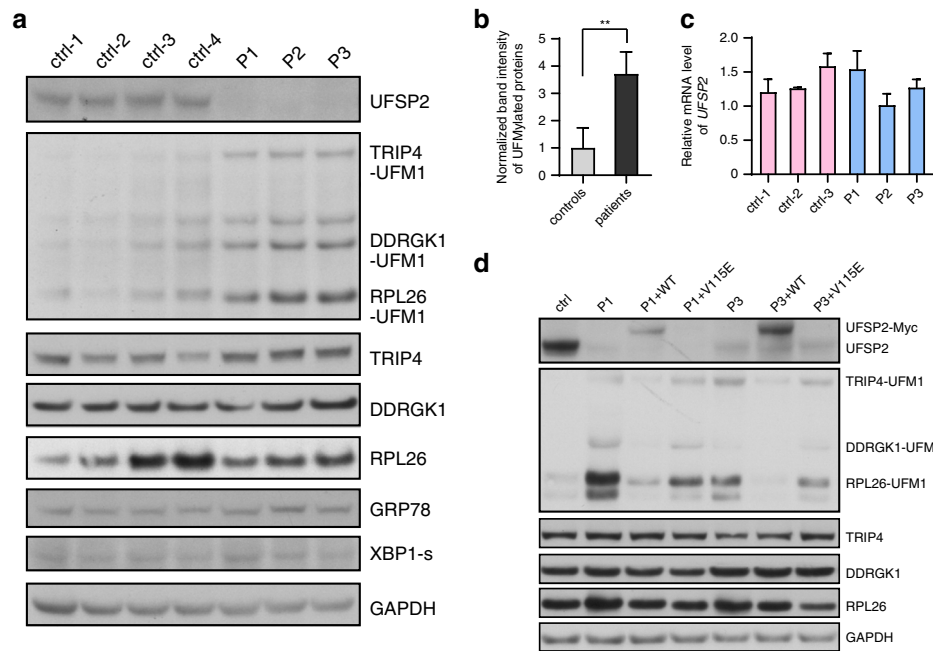 a
ctrl-1 ctrl-2 ctrl-3 ctrl-4 P1 P2 P3
UFSP2
TRIP4
-UFM1
DDRGK1
-UFM1
RPL26
-UFM1
TRIP4
DDRGK1
RPL26
GRP78
XBP1-s
GAPDH
b
**
Normalized band intensity
of UFMylated proteins
5
4
3
2
1
0
controls patients
c
Relative mRNA level
of UFSP2
2.0
1.5
1.0
0.5
0.0
ctrl-1 ctrl-2 ctrl-3 P1 P2 P3
d
ctrl P1 P1+WT P1+V115E P3 P3+WT P3+V115E
UFSP2-Myc
UFSP2
TRIP4-UFM1
DDRGK1-UFM
RPL26-UFM1
TRIP4
DDRGK1
RPL26
GAPDH